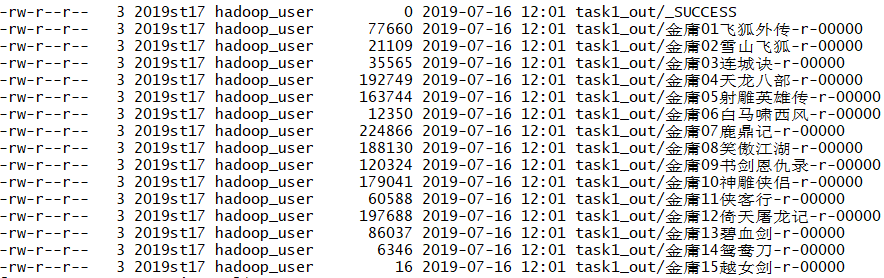 -rw-r--r-- 3 2019st17 hadoop_user 0 2019-07-16 12:01 task1_out/_SUCCESS
-rw-r--r-- 3 2019st17 hadoop_user 77660 2019-07-16 12:01 task1_out/金庸01飞狐外传-r-00000
-rw-r--r-- 3 2019st17 hadoop_user 21109 2019-07-16 12:01 task1_out/金庸02雪山飞狐-r-00000
-rw-r--r-- 3 2019st17 hadoop_user 35565 2019-07-16 12:01 task1_out/金庸03连城诀-r-00000
-rw-r--r-- 3 2019st17 hadoop_user 192749 2019-07-16 12:01 task1_out/金庸04天龙八部-r-00000
-rw-r--r-- 3 2019st17 hadoop_user 163744 2019-07-16 12:01 task1_out/金庸05射雕英雄传-r-00000
-rw-r--r-- 3 2019st17 hadoop_user 12350 2019-07-16 12:01 task1_out/金庸06白马啸西风-r-00000
-rw-r--r-- 3 2019st17 hadoop_user 224866 2019-07-16 12:01 task1_out/金庸07鹿鼎记-r-00000
-rw-r--r-- 3 2019st17 hadoop_user 188130 2019-07-16 12:01 task1_out/金庸08笑傲江湖-r-00000
-rw-r--r-- 3 2019st17 hadoop_user 120324 2019-07-16 12:01 task1_out/金庸09书剑恩仇录-r-00000
-rw-r--r-- 3 2019st17 hadoop_user 179041 2019-07-16 12:01 task1_out/金庸10神雕侠侣-r-00000
-rw-r--r-- 3 2019st17 hadoop_user 60588 2019-07-16 12:01 task1_out/金庸11侠客行-r-00000
-rw-r--r-- 3 2019st17 hadoop_user 197688 2019-07-16 12:01 task1_out/金庸12倚天屠龙记-r-00000
-rw-r--r-- 3 2019st17 hadoop_user 86037 2019-07-16 12:01 task1_out/金庸13碧血剑-r-00000
-rw-r--r-- 3 2019st17 hadoop_user 6346 2019-07-16 12:01 task1_out/金庸14鸳鸯刀-r-00000
-rw-r--r-- 3 2019st17 hadoop_user 16 2019-07-16 12:01 task1_out/金庸15越女剑-r-00000